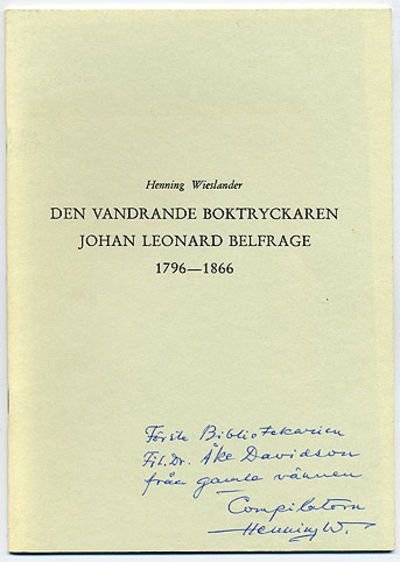 Henning Wieslander
DEN VANDRANDE BOKTRYCKAREN
JOHAN LEONARD BELFRAGE
1796—1866
Förste Bibliotekarien
Fil.Dr. Åke Davidson
från gamle vännen
Compilatorn
Henning W.